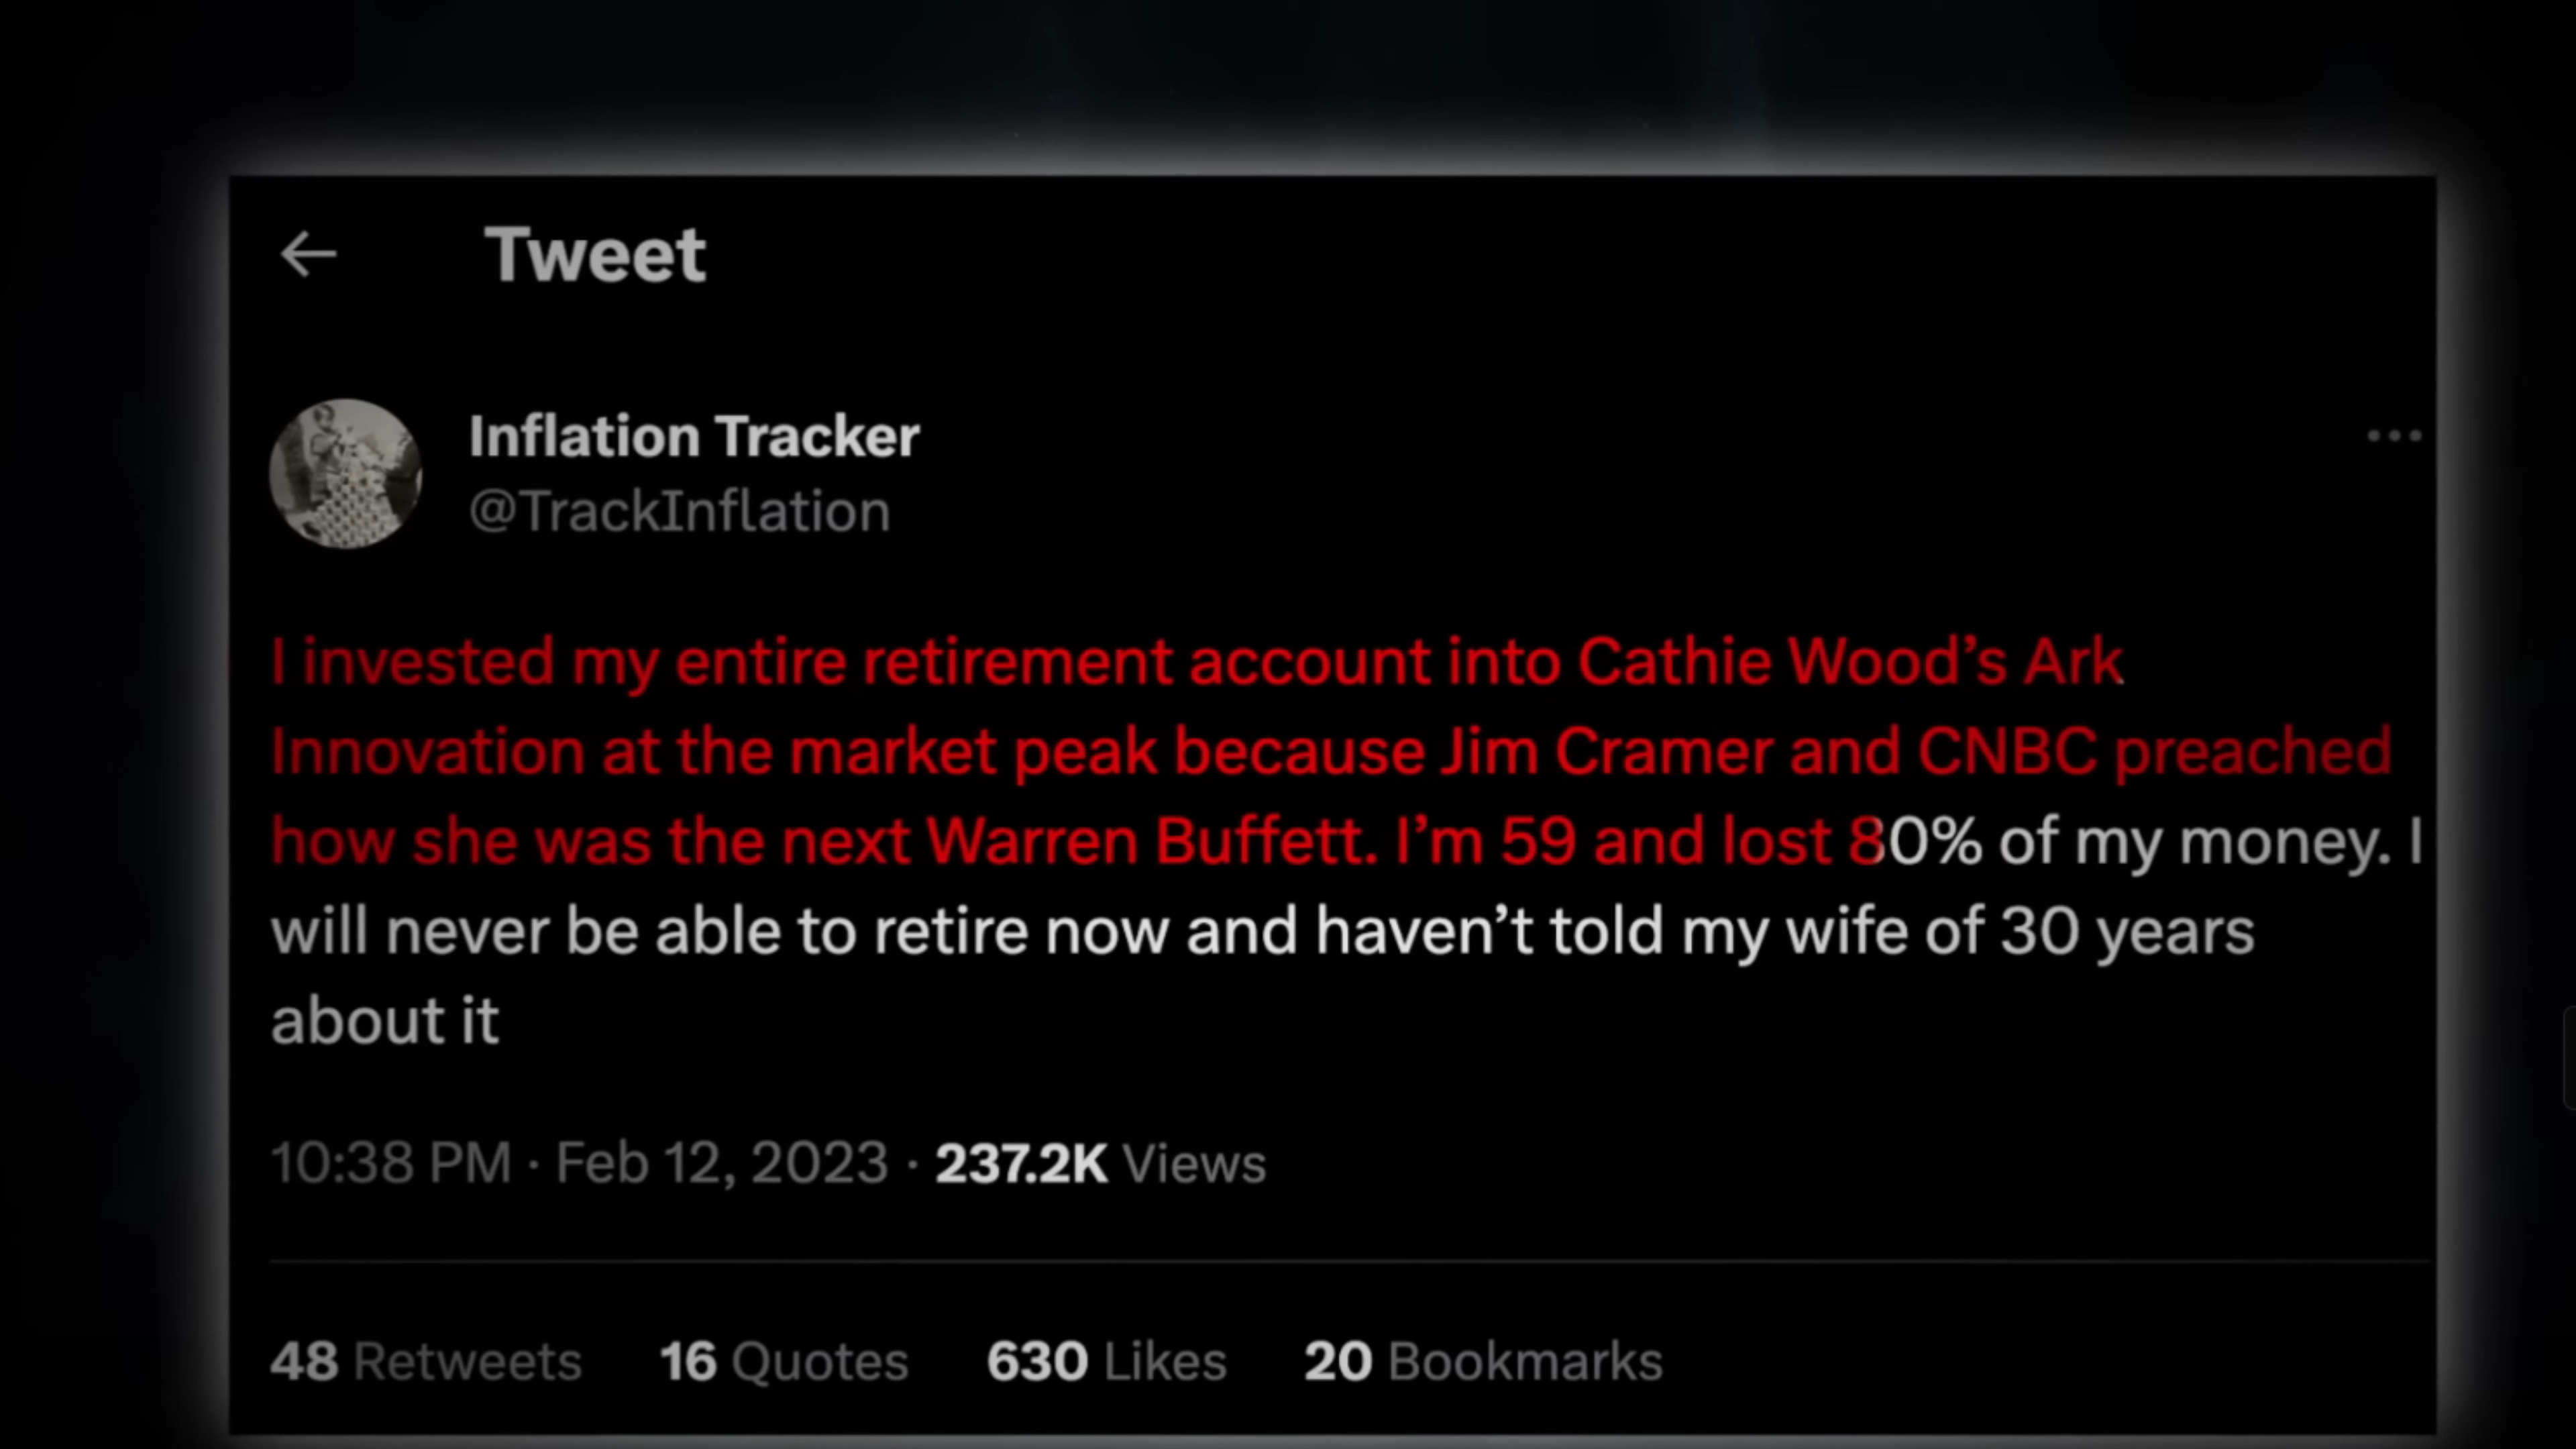 Tweet
Inflation Tracker
@TrackInflation
I invested my entire retirement account into Cathie Wood’s Ark
Innovation at the market peak because Jim Cramer and CNBC preached
how she was the next Warren Buffett. I’m 59 and lost 80% of my money. I
will never be able to retire now and haven’t told my wife of 30 years
about it
10:38 PM · Feb 12, 2023 · 237.2K Views
48 Retweets 16 Quotes 630 Likes 20 Bookmarks